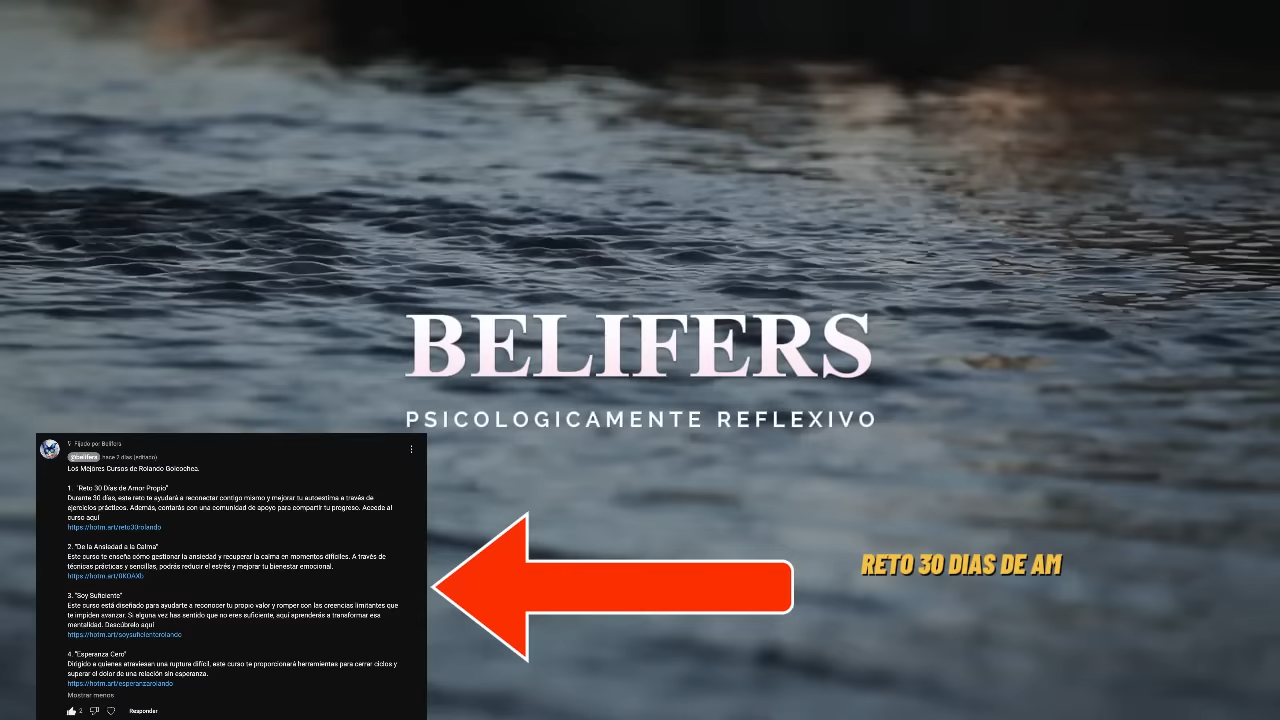 BELIFERS
PSICOLOGICAMENTE REFLEXIVO
Fijado por Belifers
@belifers hace 2 días (editado)
Los Mejores Cursos de Rolando Goicochea.
1. "Reto 30 Días de Amor Propio"
Durante 30 días, este reto te ayudará a reconectar contigo mismo y mejorar tu autoestima a través de
ejercicios prácticos. Además, contarás con una comunidad de apoyo para compartir tu progreso. Accede al
curso aquí
https://hotm.art/reto30rolando
2. "De la Ansiedad a la Calma"
Este curso te enseña cómo gestionar la ansiedad y recuperar la calma en momentos difíciles. A través de
técnicas prácticas y sencillas, podrás reducir el estrés y mejorar tu bienestar emocional.
https://hotm.art/0KOAXb
3. "Soy Suficiente"
Este curso está diseñado para ayudarte a reconocer tu propio valor y romper con las creencias limitantes que
te impiden avanzar. Si alguna vez has sentido que no eres suficiente, aquí aprenderás a transformar esa
mentalidad. Descúbrelo aquí
https://hotm.art/soysuficienterolando
4. "Esperanza Cero"
Dirigido a quienes atraviesan una ruptura difícil, este curso te proporcionará herramientas para cerrar ciclos y
superar el dolor de una relación sin esperanza.
https://hotm.art/esperanzarolando
Mostrar menos
2 Responder
RETO 30 DIAS DE AM